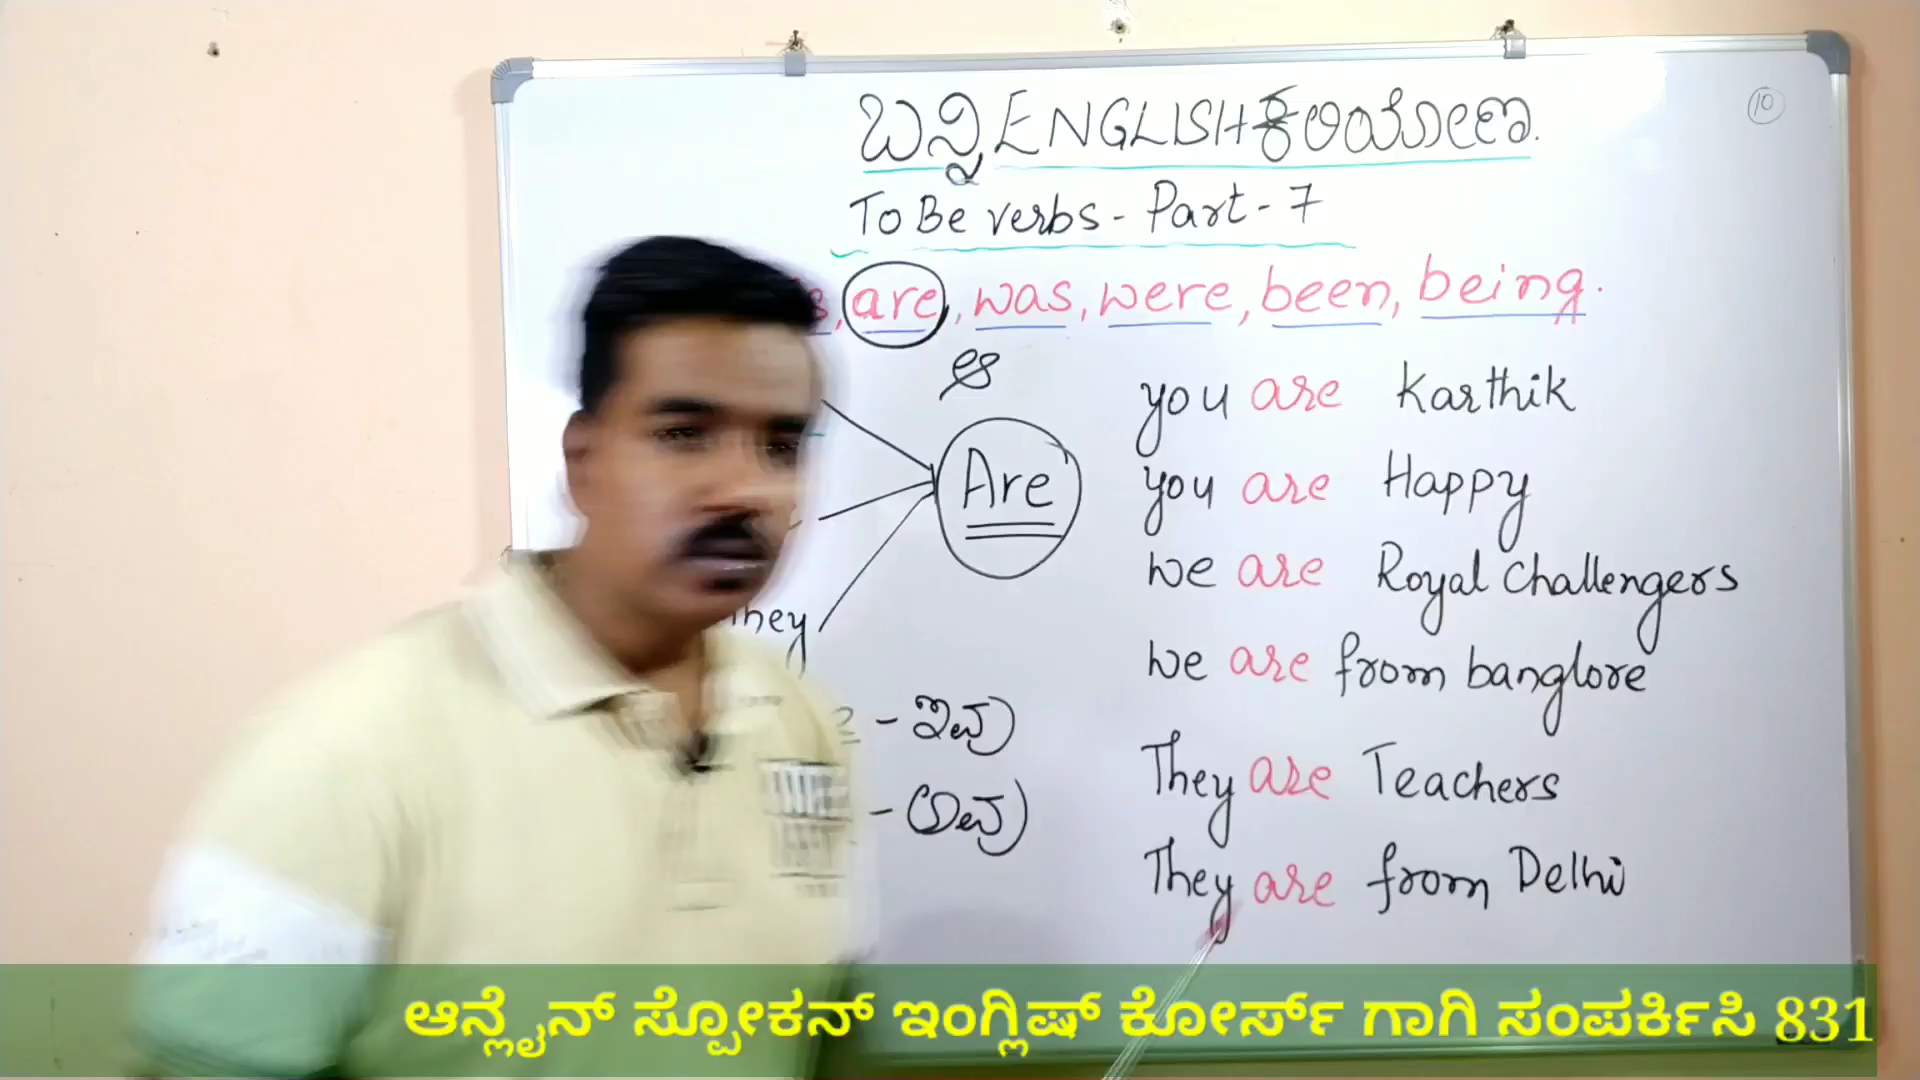 ಬನ್ನಿ ENGLISH ಕಲಿಯೋಣ.
10
To Be verbs - Part - 7
are, was, were, been, being.
ಆ
Are
they
- ಇವು
- ಅವು
you are Karthik
you are Happy
we are Royal challengers
we are from banglore
They are Teachers
They are from Delhi
ಆನ್ಲೈನ್ ಸ್ಪೋಕನ್ ಇಂಗ್ಲಿಷ್ ಕೋರ್ಸ್ ಗಾಗಿ ಸಂಪರ್ಕಿಸಿ 831